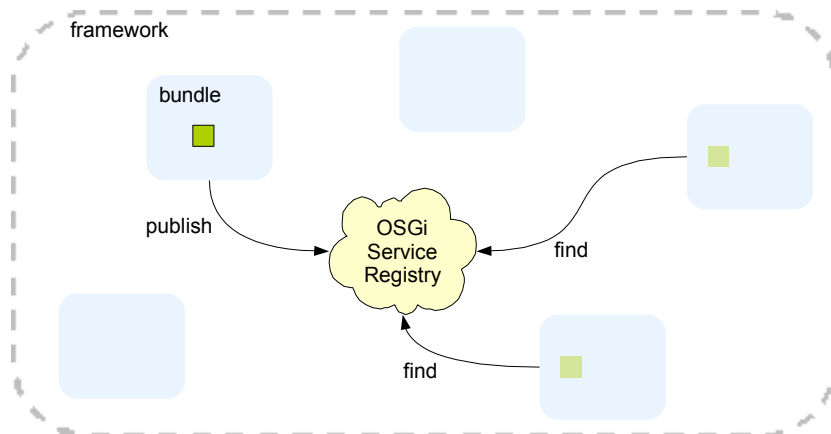 framework
bundle
publish
OSGi
Service
Registry
find
find